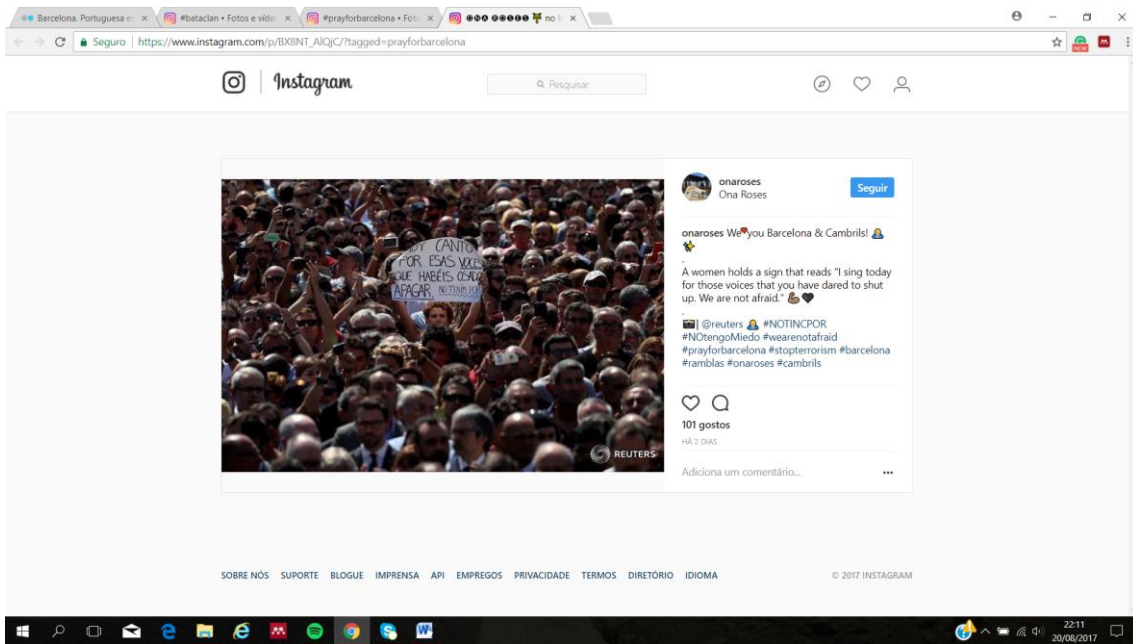 Barcelona. Portuguesa e
#bataclan • Fotos e víde
#prayforbarcelona • Foto
no I
Seguro | https://www.instagram.com/p/BX8NT_AlQjC/?tagged=prayforbarcelona
NEW
Instagram
Pesquisar
onaroses
Ona Roses
Seguir
CANTO
POR ESAS VOCES
QUE HABÉIS OSADO
APAGAR. NO TENIM POR
REUTERS
onaroses We you Barcelona & Cambrils!
.
A women holds a sign that reads "I sing today
for those voices that you have dared to shut
up. We are not afraid."
.
| @reuters #NOTINCPOR
#NOtengoMiedo #wearenotafraid
#prayforbarcelona #stopterrorism #barcelona
#ramblas #onaroses #cambrils
101 gostos
HÁ 2 DIAS
Adiciona um comentário...
SOBRE NÓS SUPORTE BLOGUE IMPRENSA API EMPREGOS PRIVACIDADE TERMOS DIRETÓRIO IDIOMA
© 2017 INSTAGRAM
22:11
20/08/2017